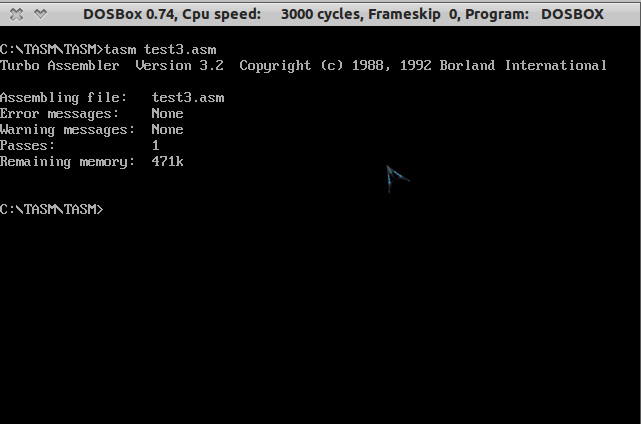 DOSBox 0.74, Cpu speed: 3000 cycles, Frameskip 0, Program: DOSBOX
C:\TASM\TASM>tasm test3.asm
Turbo Assembler Version 3.2 Copyright (c) 1988, 1992 Borland International
Assembling file: test3.asm
Error messages: None
Warning messages: None
Passes: 1
Remaining memory: 471k
C:\TASM\TASM>